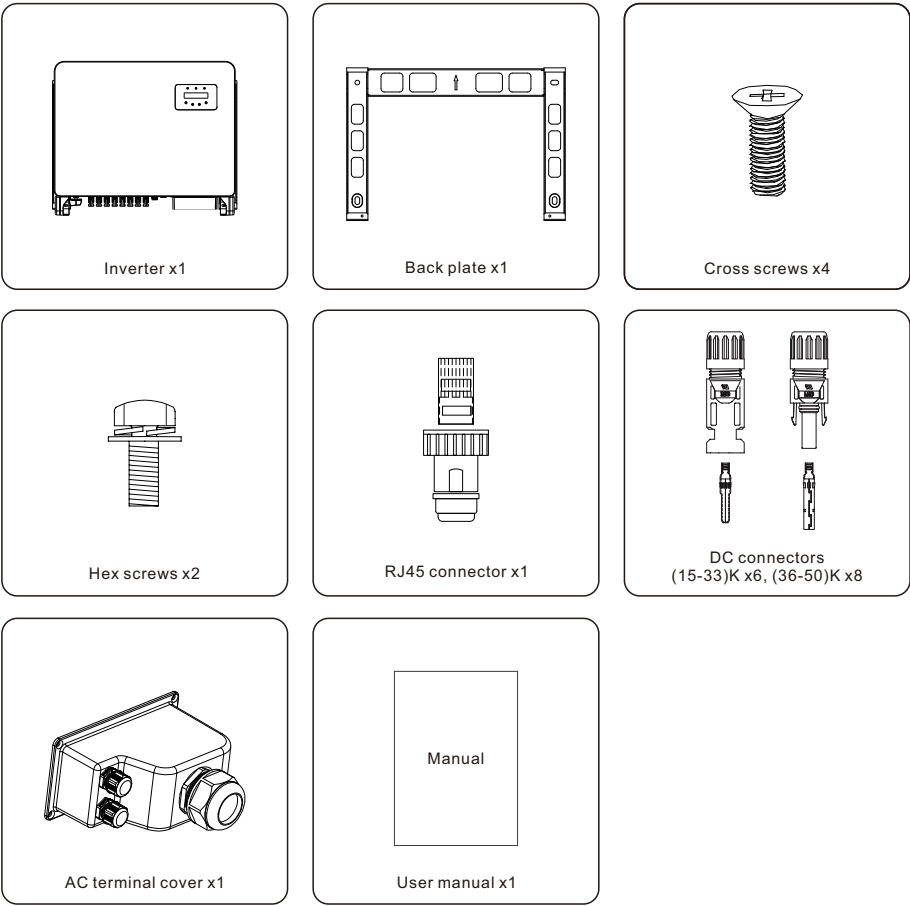 Inverter x1
Back plate x1
Cross screws x4
Hex screws x2
RJ45 connector x1
DC connectors
(15-33)K x6, (36-50)K x8
AC terminal cover x1
Manual
User manual x1